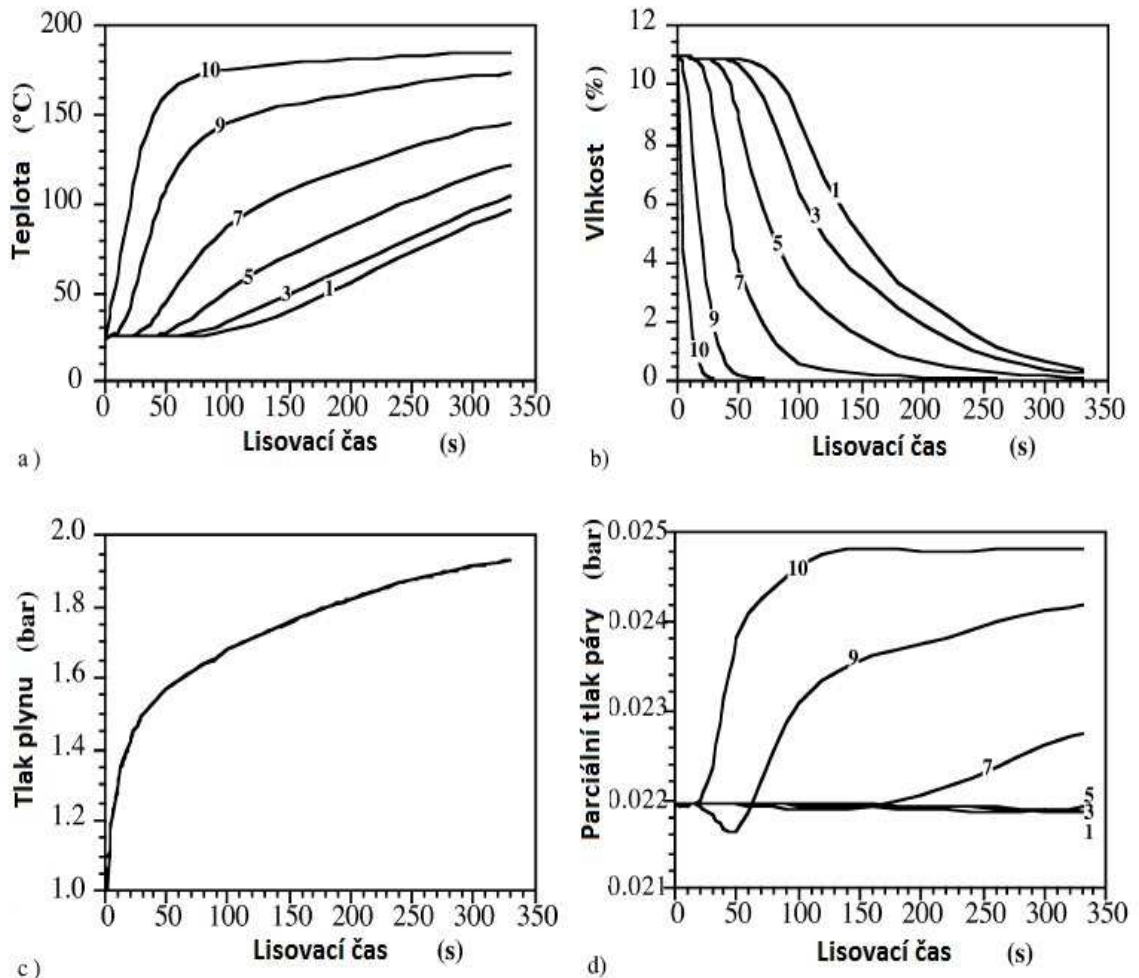 200
150
100
50
0
Teplota (°C)
10
9
7
5
3
1
0 50 100 150 200 250 300 350
Lisovací čas (s)
a)
12
10
8
6
4
2
0
Vlhkost (%)
1
3
5
7
9
10
0 50 100 150 200 250 300 350
Lisovací čas (s)
b)
2.0
1.8
1.6
1.4
1.2
1.0
Tlak plynu (bar)
0 50 100 150 200 250 300 350
Lisovací čas (s)
c)
0.025
0.024
0.023
0.022
0.021
Parciální tlak páry (bar)
10
9
7
5
3
1
0 50 100 150 200 250 300 350
Lisovací čas (s)
d)